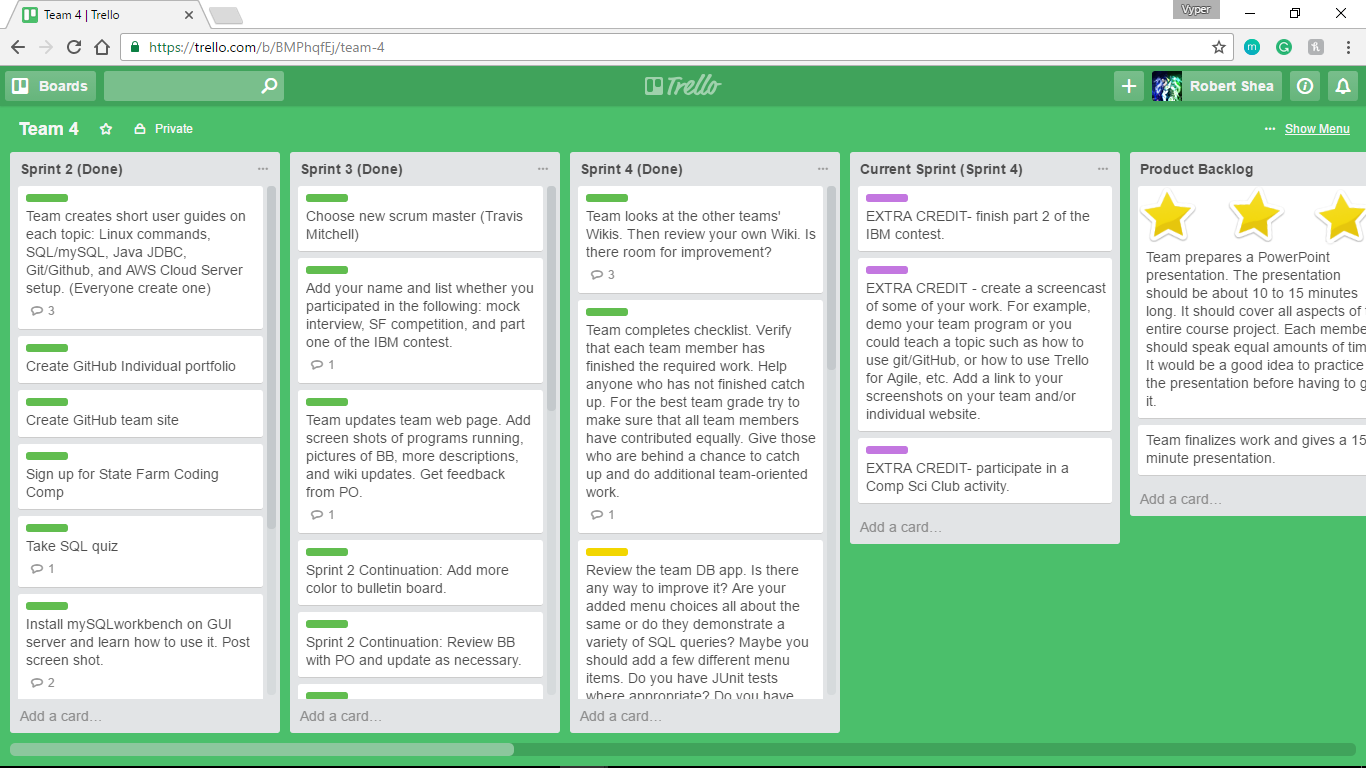 Team 4 | Trello
Vyper
https://trello.com/b/BMPhqfEj/team-4
Boards
Trello
Robert Shea
Team 4
Private
Show Menu
Sprint 2 (Done)
Team creates short user guides on
each topic: Linux commands,
SQL/mySQL, Java JDBC,
Git/Github, and AWS Cloud Server
setup. (Everyone create one)
3
Create GitHub Individual portfolio
Create GitHub team site
Sign up for State Farm Coding
Comp
Take SQL quiz
1
Install mySQLworkbench on GUI
server and learn how to use it. Post
screen shot.
2
Add a card…
Sprint 3 (Done)
Choose new scrum master (Travis
Mitchell)
Add your name and list whether you
participated in the following: mock
interview, SF competition, and part
one of the IBM contest.
1
Team updates team web page. Add
screen shots of programs running,
pictures of BB, more descriptions,
and wiki updates. Get feedback
from PO.
1
Sprint 2 Continuation: Add more
color to bulletin board.
Sprint 2 Continuation: Review BB
with PO and update as necessary.
Add a card…
Sprint 4 (Done)
Team looks at the other teams'
Wikis. Then review your own Wiki. Is
there room for improvement?
3
Team completes checklist. Verify
that each team member has
finished the required work. Help
anyone who has not finished catch
up. For the best team grade try to
make sure that all team members
have contributed equally. Give those
who are behind a chance to catch
up and do additional team-oriented
work.
1
Review the team DB app. Is there
any way to improve it? Are your
added menu choices all about the
same or do they demonstrate a
variety of SQL queries? Maybe you
should add a few different menu
items. Do you have JUnit tests
where appropriate? Do you have
Add a card…
Current Sprint (Sprint 4)
EXTRA CREDIT- finish part 2 of the
IBM contest.
EXTRA CREDIT - create a screencast
of some of your work. For example,
demo your team program or you
could teach a topic such as how to
use git/GitHub, or how to use Trello
for Agile, etc. Add a link to your
screenshots on your team and/or
individual website.
EXTRA CREDIT- participate in a
Comp Sci Club activity.
Add a card…
Product Backlog
Team prepares a PowerPoint
presentation. The presentation
should be about 10 to 15 minutes
long. It should cover all aspects of
entire course project. Each
should speak equal amounts of
It would be a good idea to practice
the presentation before having to
it.
Team finalizes work and gives a 15
minute presentation.
Add a card…